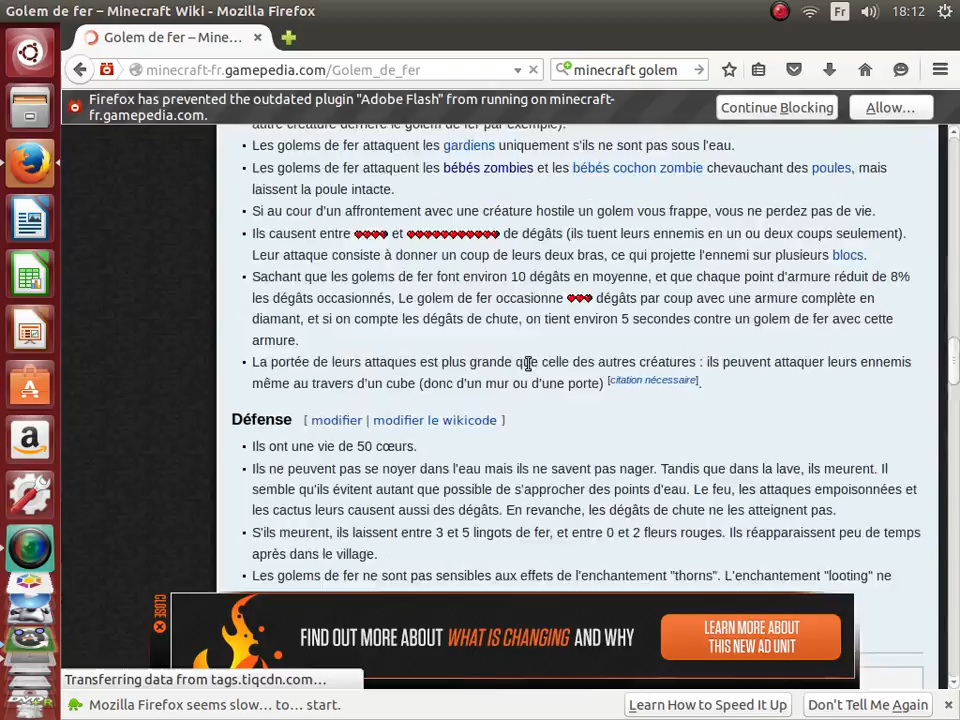 Golem de fer – Minecraft Wiki - Mozilla Firefox
Fr
18:12
Golem de fer – Mine...
minecraft-fr.gamepedia.com/Golem_de_fer
minecraft golem
Firefox has prevented the outdated plugin "Adobe Flash" from running on minecraft-
fr.gamepedia.com.
Continue Blocking
Allow...
autre créature derrière le golem de fer par exemple).
Les golems de fer attaquent les gardiens uniquement s'ils ne sont pas sous l'eau.
Les golems de fer attaquent les bébés zombies et les bébés cochon zombie chevauchant des poules, mais
laissent la poule intacte.
Si au cour d'un affrontement avec une créature hostile un golem vous frappe, vous ne perdez pas de vie.
Ils causent entre et de dégâts (ils tuent leurs ennemis en un ou deux coups seulement).
Leur attaque consiste à donner un coup de leurs deux bras, ce qui projette l'ennemi sur plusieurs blocs.
Sachant que les golems de fer font environ 10 dégâts en moyenne, et que chaque point d'armure réduit de 8%
les dégâts occasionnés, Le golem de fer occasionne dégâts par coup avec une armure complète en
diamant, et si on compte les dégâts de chute, on tient environ 5 secondes contre un golem de fer avec cette
armure.
La portée de leurs attaques est plus grande que celle des autres créatures : ils peuvent attaquer leurs ennemis
même au travers d'un cube (donc d'un mur ou d'une porte) [citation nécessaire].
Défense [ modifier | modifier le wikicode ]
Ils ont une vie de 50 cœurs.
Ils ne peuvent pas se noyer dans l'eau mais ils ne savent pas nager. Tandis que dans la lave, ils meurent. Il
semble qu'ils évitent autant que possible de s'approcher des points d'eau. Le feu, les attaques empoisonnées et
les cactus leurs causent aussi des dégâts. En revanche, les dégâts de chute ne les atteignent pas.
S'ils meurent, ils laissent entre 3 et 5 lingots de fer, et entre 0 et 2 fleurs rouges. Ils réapparaissent peu de temps
après dans le village.
Les golems de fer ne sont pas sensibles aux effets de l'enchantement "thorns". L'enchantement "looting" ne
CLOSE
FIND OUT MORE ABOUT WHAT IS CHANGING AND WHY
LEARN MORE ABOUT
THIS NEW AD UNIT
Transferring data from tags.tiqcdn.com...
Mozilla Firefox seems slow... to... start.
Learn How to Speed It Up
Don't Tell Me Again